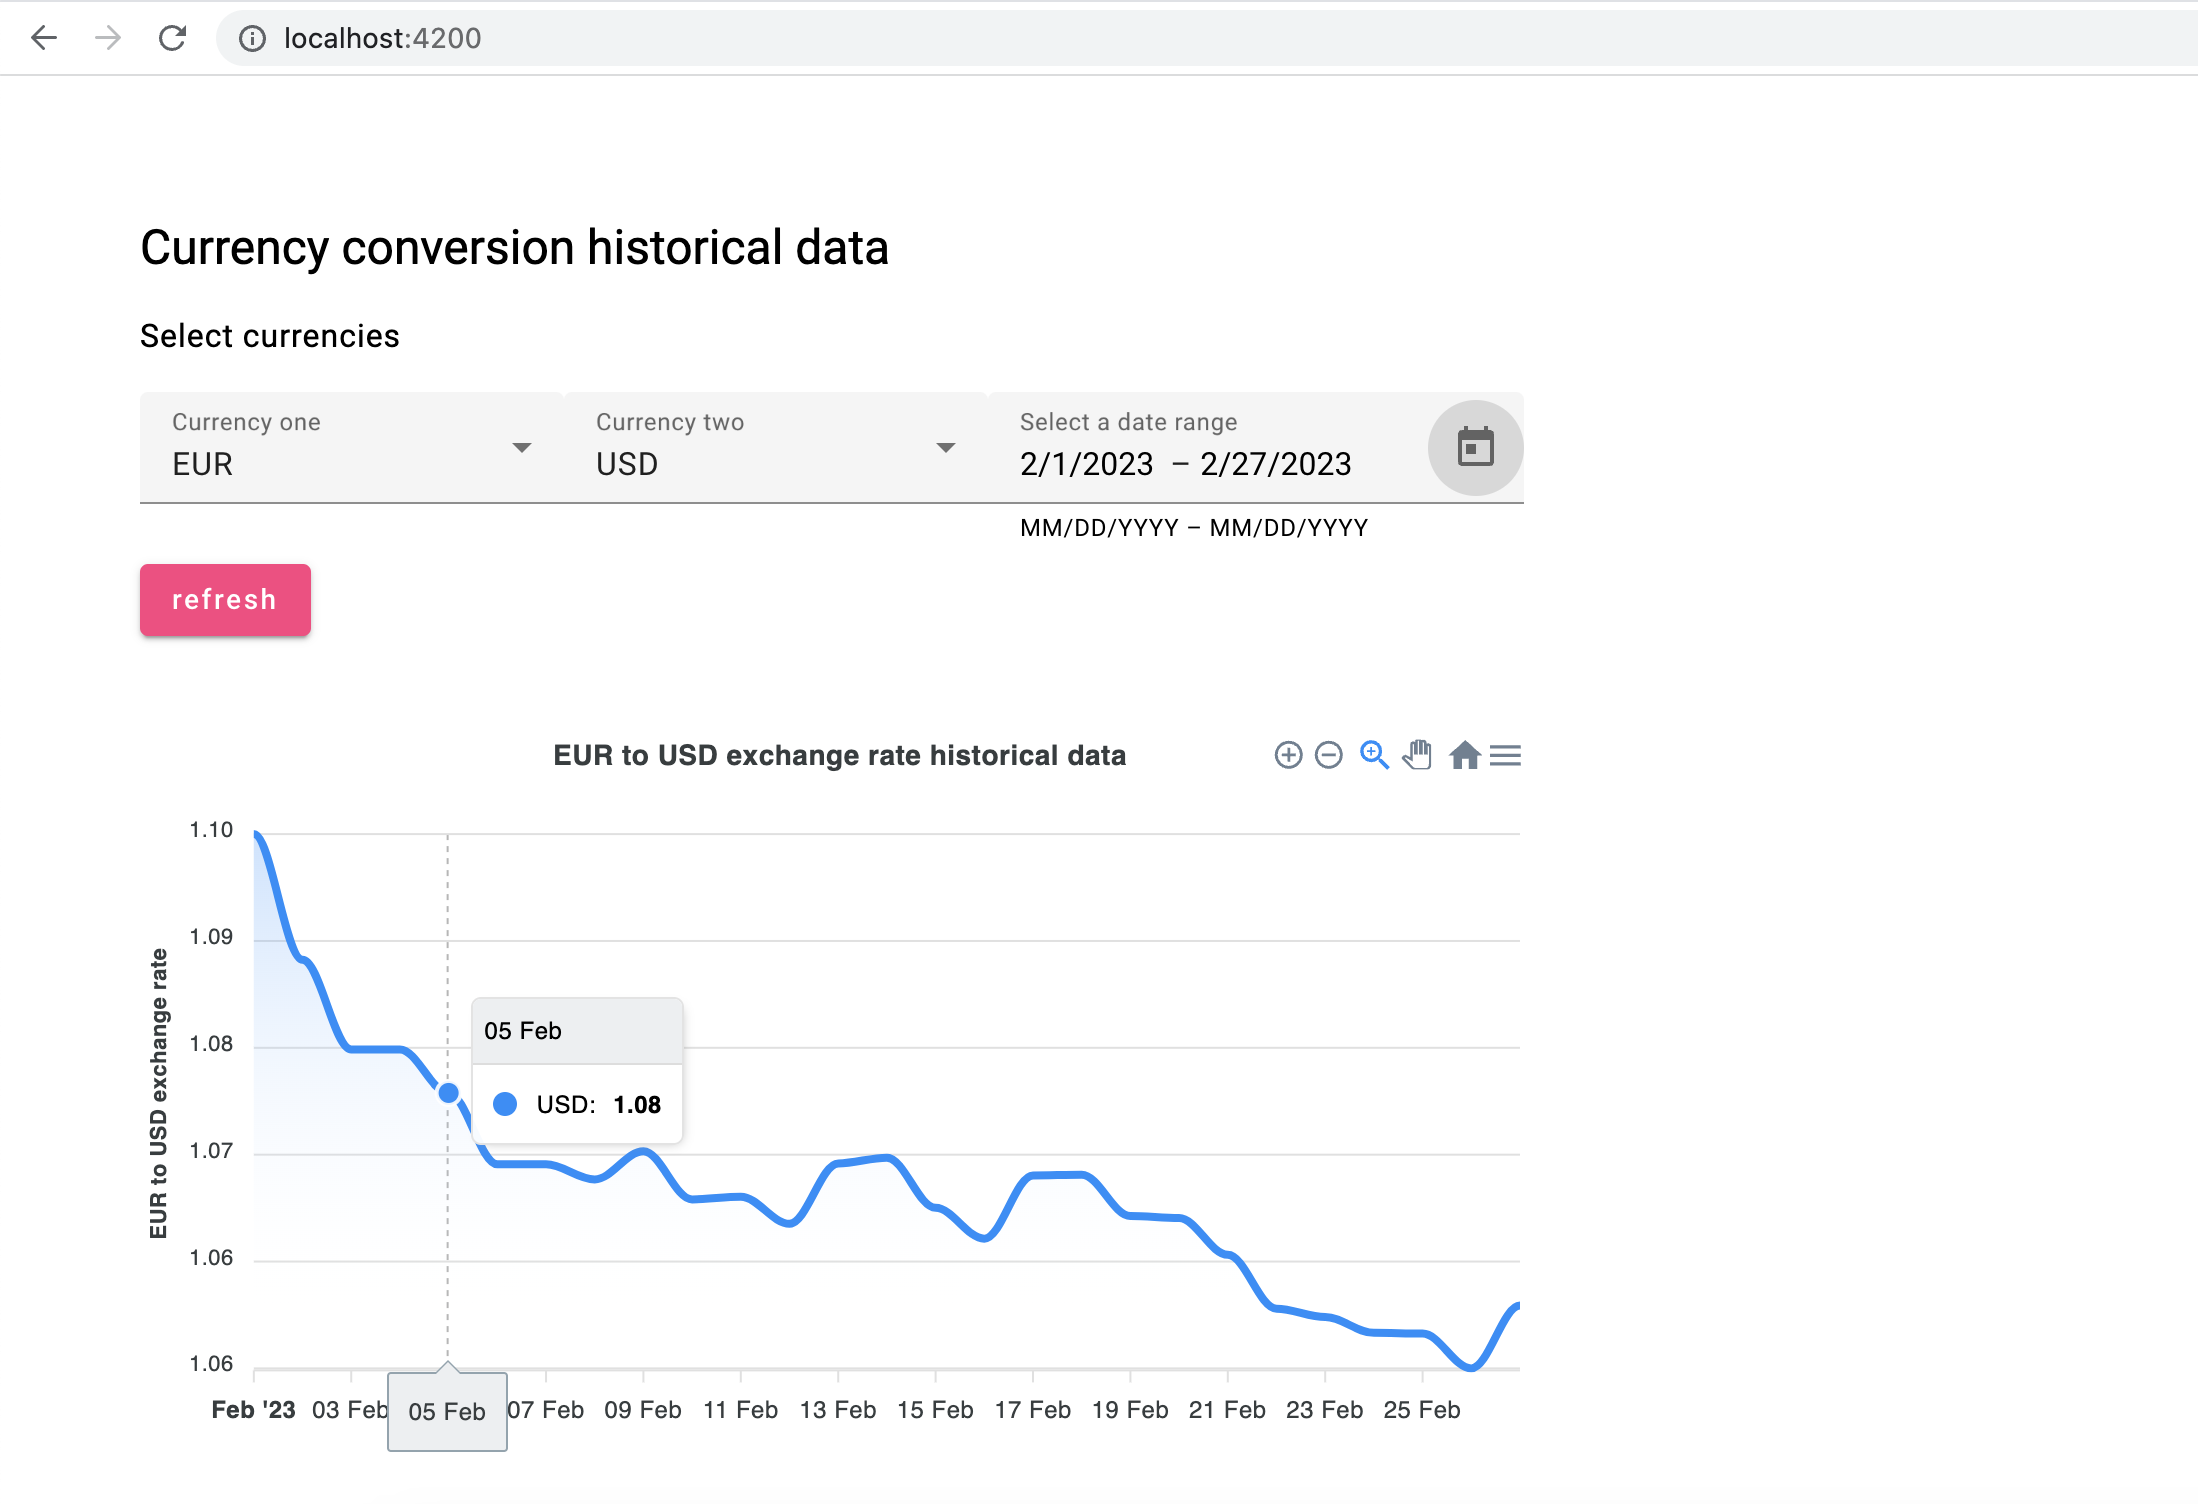 localhost:4200
Currency conversion historical data
Select currencies
Currency one
EUR
Currency two
USD
Select a date range
2/1/2023 – 2/27/2023
MM/DD/YYYY – MM/DD/YYYY
refresh
EUR to USD exchange rate historical data
EUR to USD exchange rate
1.10
1.09
1.08
1.07
1.06
1.06
05 Feb
USD: 1.08
Feb '23 03 Feb 05 Feb 07 Feb 09 Feb 11 Feb 13 Feb 15 Feb 17 Feb 19 Feb 21 Feb 23 Feb 25 Feb